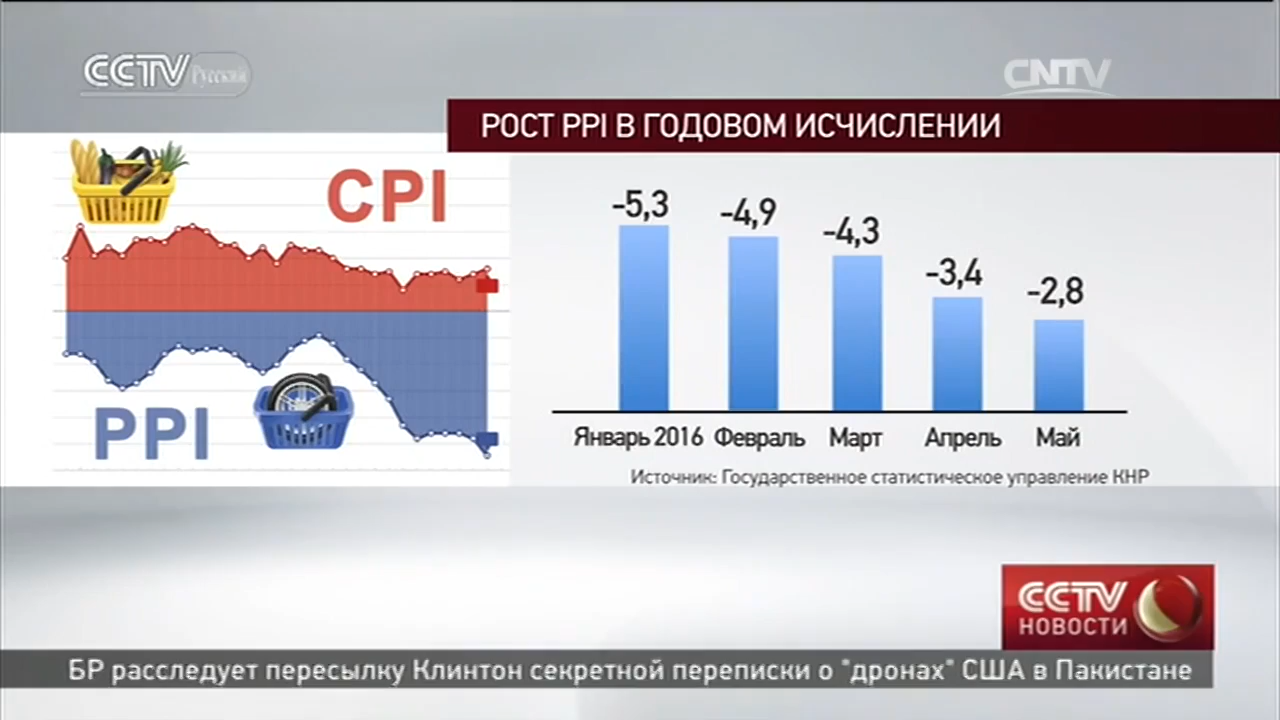 CCTV Русский
CNTV
РОСТ PPI В ГОДОВОМ ИСЧИСЛЕНИИ
CPI
PPI
-5,3
-4,9
-4,3
-3,4
-2,8
Январь 2016
Февраль
Март
Апрель
Май
Источник: Государственное статистическое управление КНР
CCTV
НОВОСТИ
БР расследует пересылку Клинтон секретной переписки о "дронах" США в Пакистане